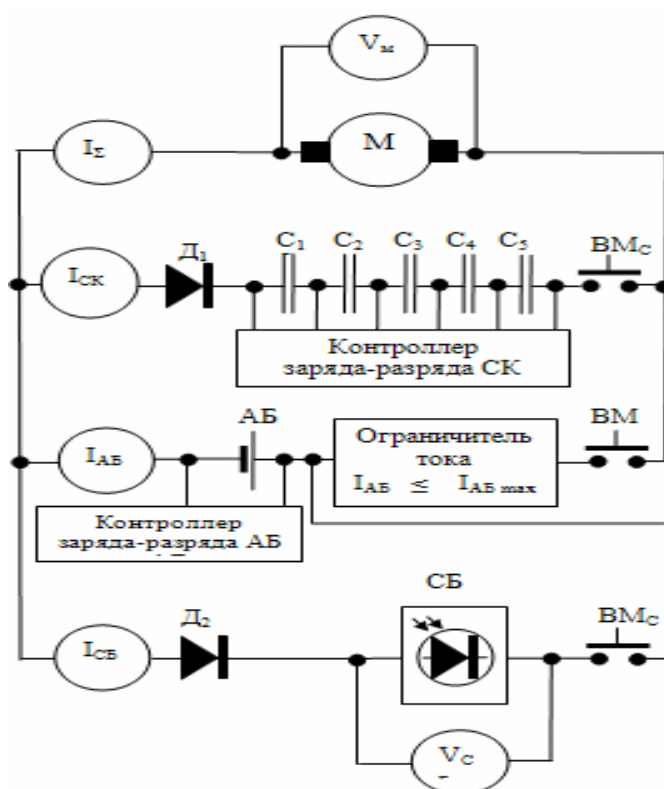 Vм
IΣ
M
Д₁
C₁
C₂
C₃
C₄
C₅
ВМС
IСК
Контроллер
заряда-разряда СК
АБ
Ограничитель
тока
IАБ ≤ IАБ max
ВМ
IАБ
Контроллер
заряда-разряда АБ
СБ
Д₂
ВМС
IСБ
VС